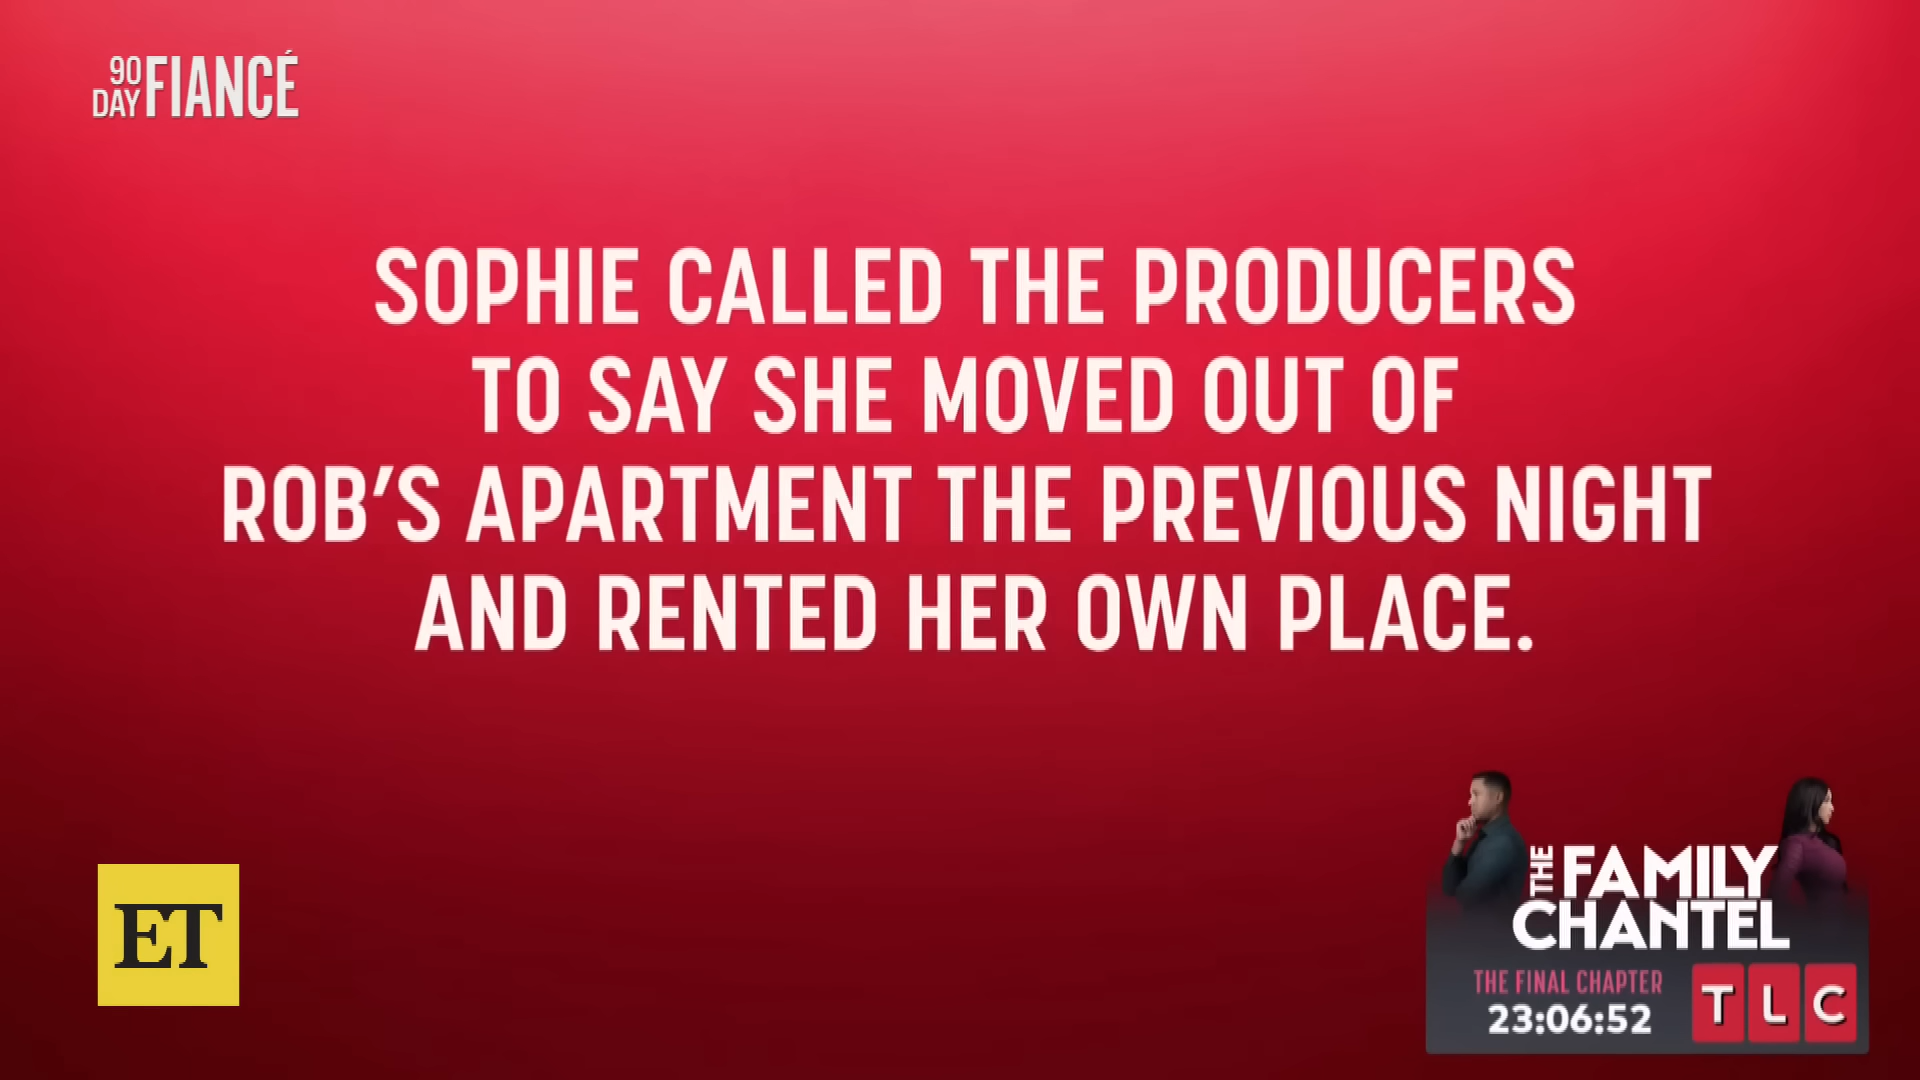 90
DAY FIANCÉ
SOPHIE CALLED THE PRODUCERS
TO SAY SHE MOVED OUT OF
ROB'S APARTMENT THE PREVIOUS NIGHT
AND RENTED HER OWN PLACE.
ET
THE FAMILY
CHANTEL
THE FINAL CHAPTER
23:06:52
TLC